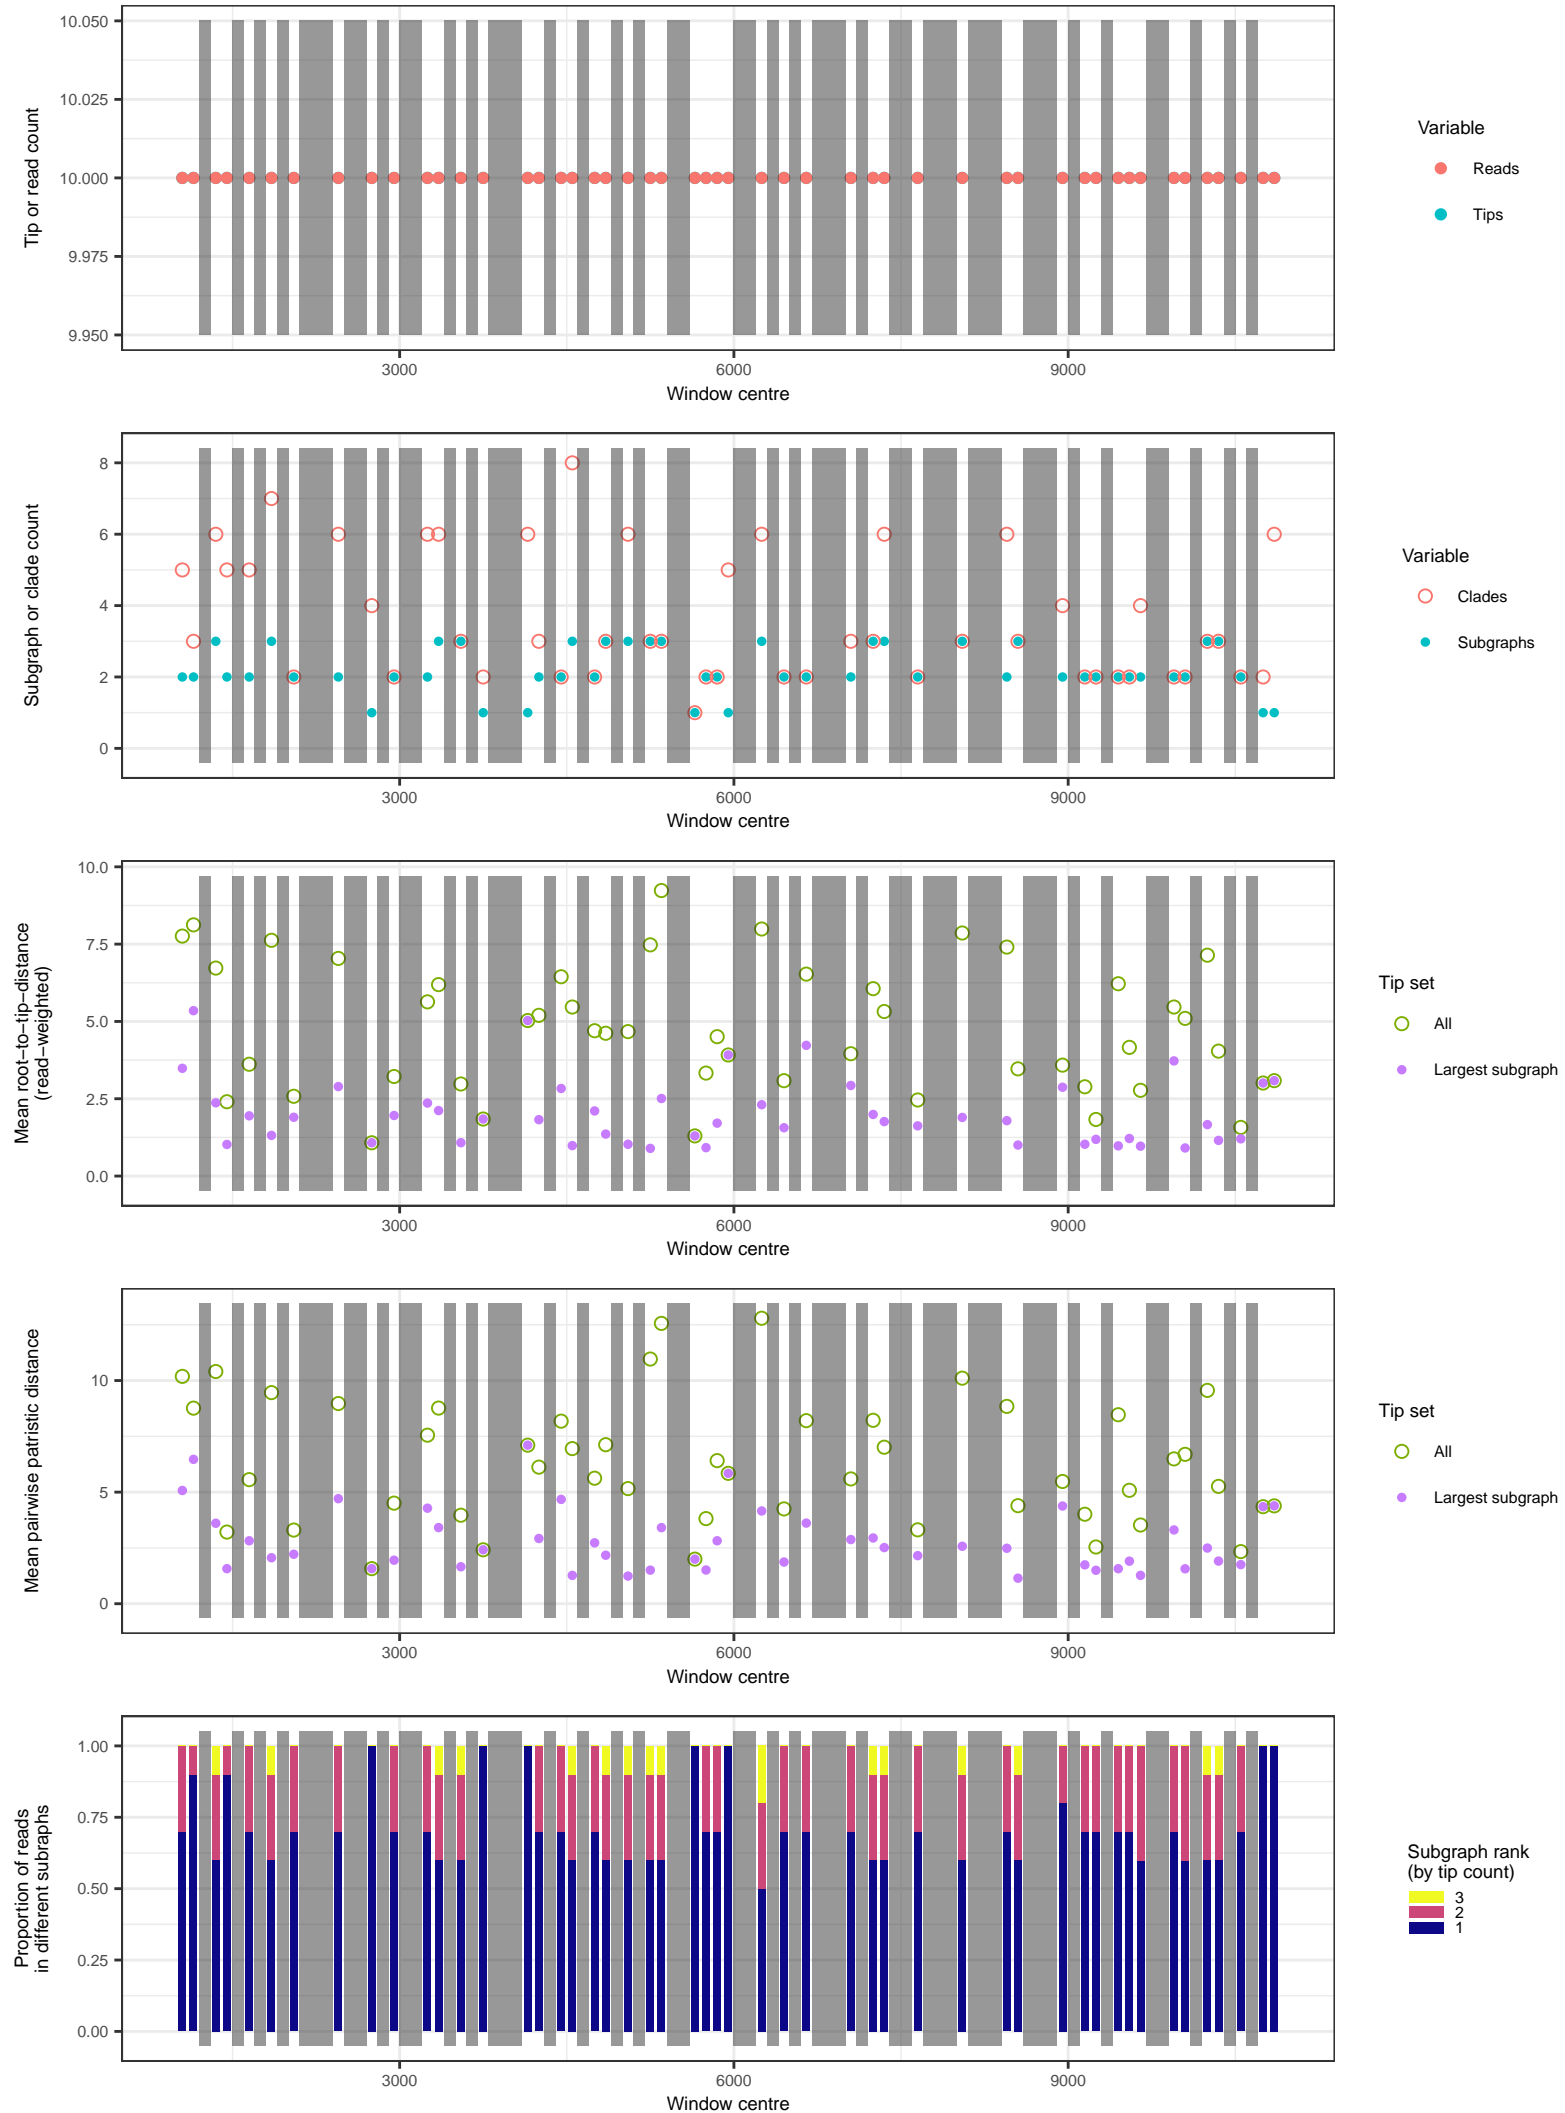 10.050
10.025
10.000
9.975
9.950
Tip or read count
3000
6000
9000
Window centre
Variable
Reads
Tips
8
6
4
2
0
Subgraph or clade count
3000
6000
9000
Window centre
Variable
Clades
Subgraphs
10.0
7.5
5.0
2.5
0.0
Mean root−to−tip−distance
(read−weighted)
3000
6000
9000
Window centre
Tip set
All
Largest subgraph
10
5
0
Mean pairwise patristic distance
3000
6000
9000
Window centre
Tip set
All
Largest subgraph
1.00
0.75
0.50
0.25
0.00
Proportion of reads
in different subraphs
3000
6000
9000
Window centre
Subgraph rank
(by tip count)
3
2
1